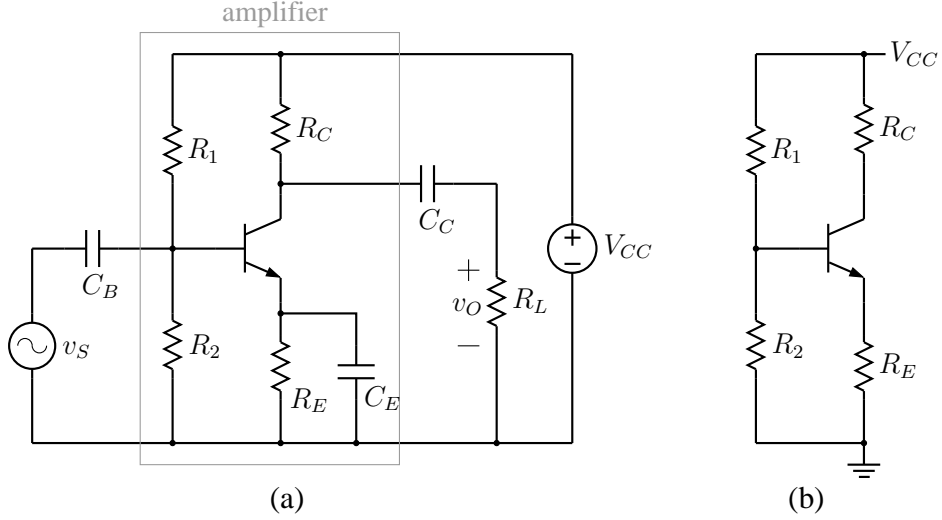 amplifier
R_C
R_1
C_C
C_B
V_CC
v_O
R_L
v_S
R_2
R_E
C_E
(a)
V_CC
R_C
R_1
R_2
R_E
(b)